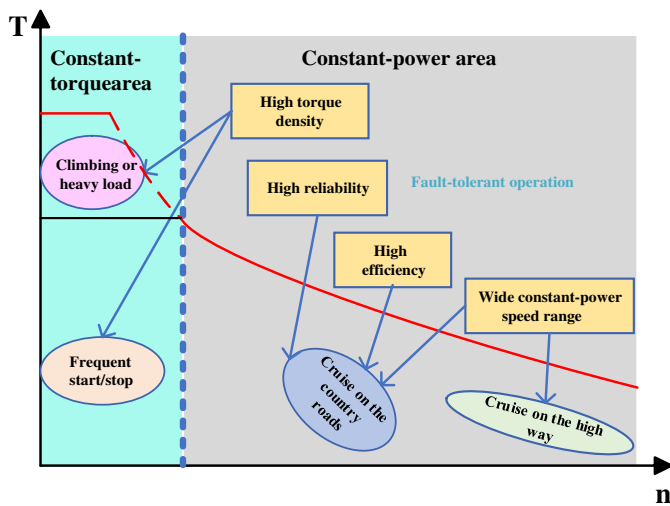 T
Constant-
torquearea
Constant-power area
High torque
density
Climbing or
heavy load
High reliability
Fault-tolerant operation
High
efficiency
Wide constant-power
speed range
Frequent
start/stop
Cruise on the
country
roads
Cruise on the high
way
n